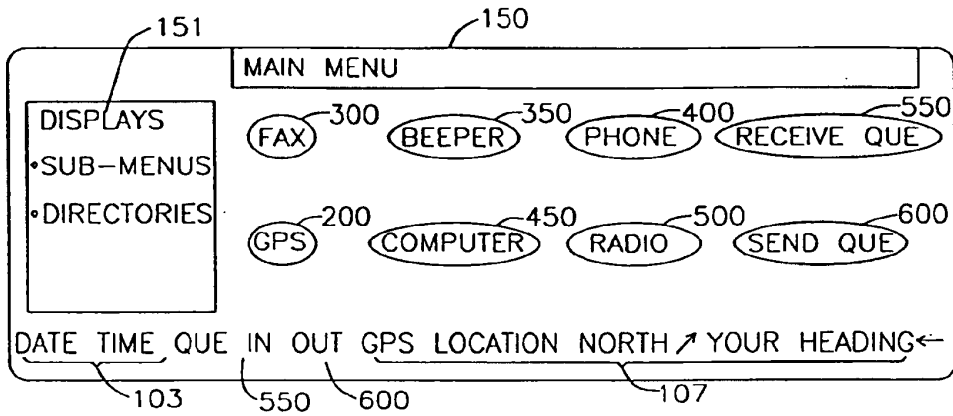 151
150
MAIN MENU
DISPLAYS
•SUB-MENUS
•DIRECTORIES
FAX 300 BEEPER 350 PHONE 400 RECEIVE QUE 550
GPS 200 COMPUTER 450 RADIO 500 SEND QUE 600
DATE TIME QUE IN OUT GPS LOCATION NORTH ↗ YOUR HEADING ←
103 550 600 107